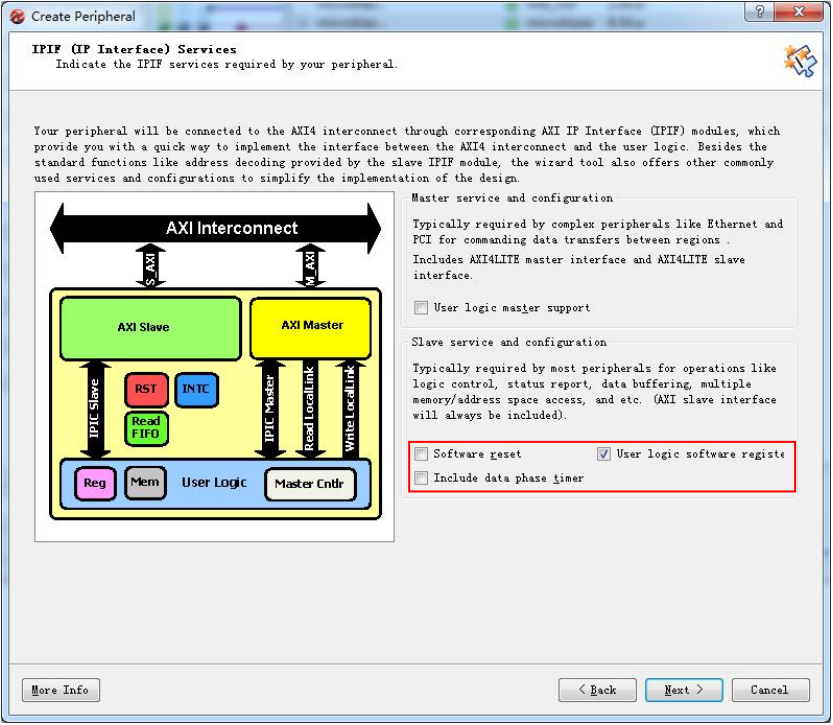 Create Peripheral
IPIF (IP Interface) Services
Indicate the IPIF services required by your peripheral.
Your peripheral will be connected to the AXI4 interconnect through corresponding AXI IP Interface (IPIF) modules, which
provide you with a quick way to implement the interface between the AXI4 interconnect and the user logic. Besides the
standard functions like address decoding provided by the slave IPIF module, the wizard tool also offers other commonly
used services and configurations to simplify the implementation of the design.
AXI Interconnect
S_AXI
M_AXI
AXI Slave
AXI Master
IPIC Slave
RST
INTC
Read
FIFO
IPIC Master
Read LocalLink
Write LocalLink
Reg
Mem
User Logic
Master Cntlr
Master service and configuration
Typically required by complex peripherals like Ethernet and
PCI for commanding data transfers between regions .
Includes AXI4LITE master interface and AXI4LITE slave
interface.
User logic master support
Slave service and configuration
Typically required by most peripherals for operations like
logic control, status report, data buffering, multiple
memory/address space access, and etc. (AXI slave interface
will always be included).
Software reset
User logic software registe
Include data phase timer
More Info
< Back
Next >
Cancel